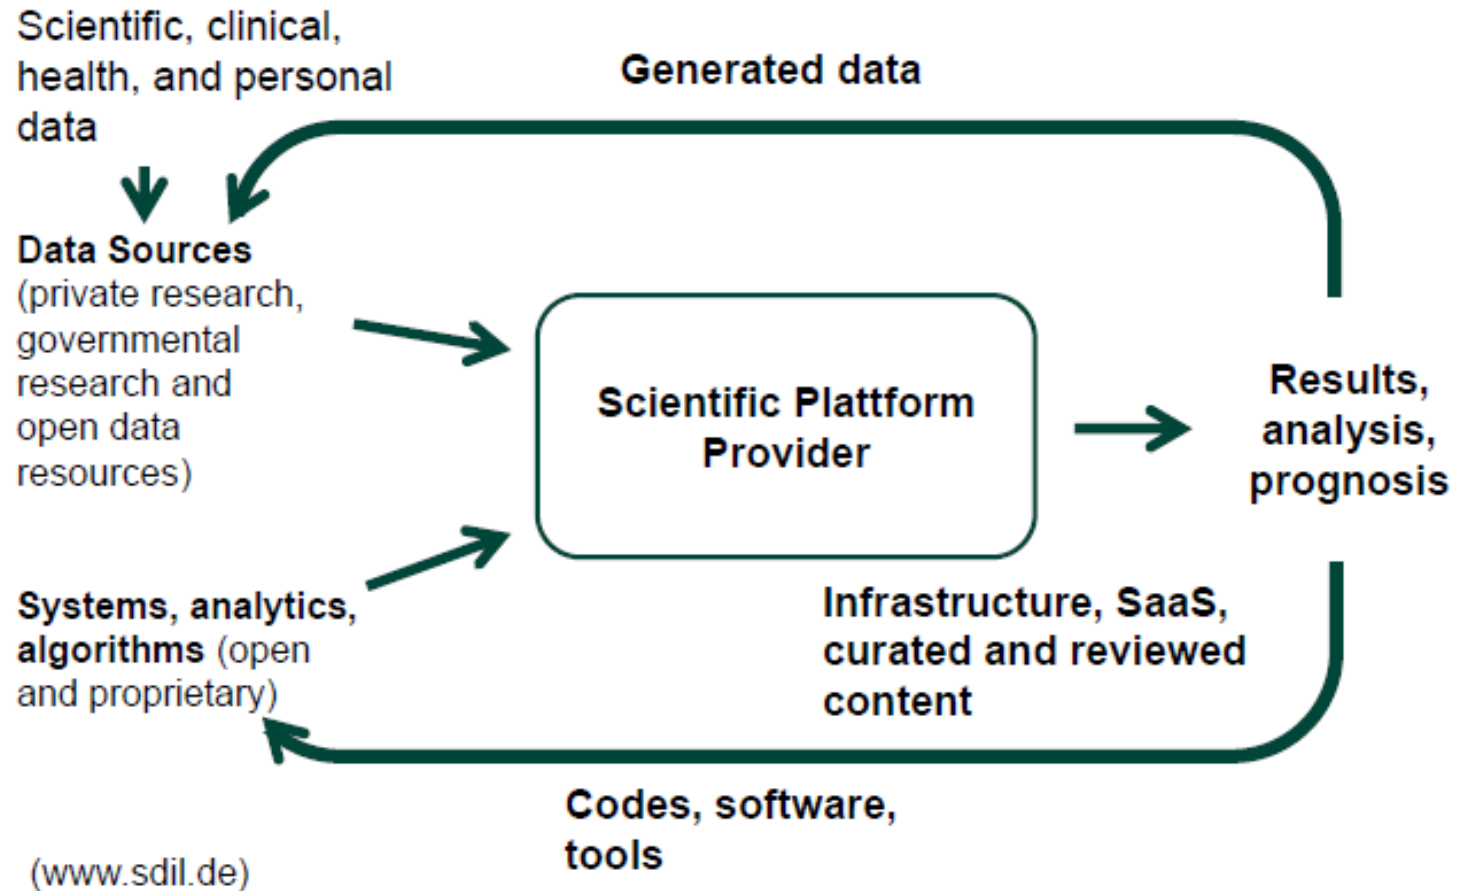 Scientific, clinical,
health, and personal
data
Generated data
Data Sources
(private research,
governmental
research and
open data
resources)
Scientific Plattform
Provider
Results,
analysis,
prognosis
Systems, analytics,
algorithms (open
and proprietary)
Infrastructure, SaaS,
curated and reviewed
content
Codes, software,
tools
(www.sdil.de)